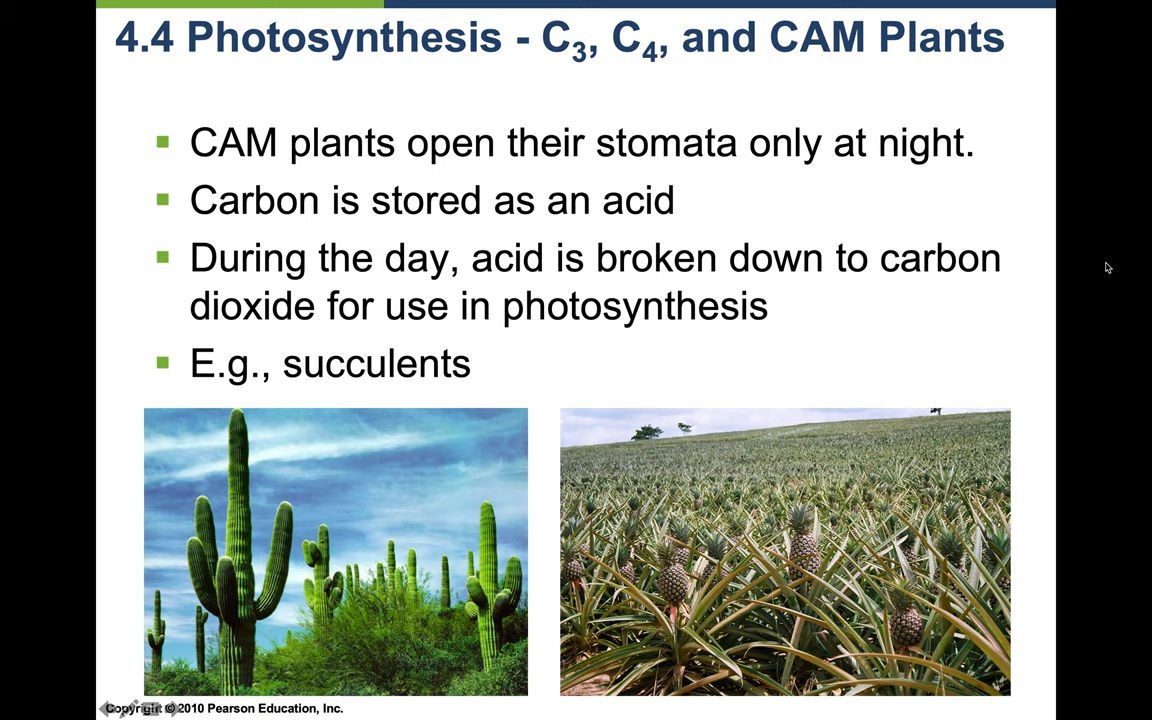 4.4 Photosynthesis - C₃, C₄, and CAM Plants
CAM plants open their stomata only at night.
Carbon is stored as an acid
During the day, acid is broken down to carbon
dioxide for use in photosynthesis
E.g., succulents
Copyright © 2010 Pearson Education, Inc.